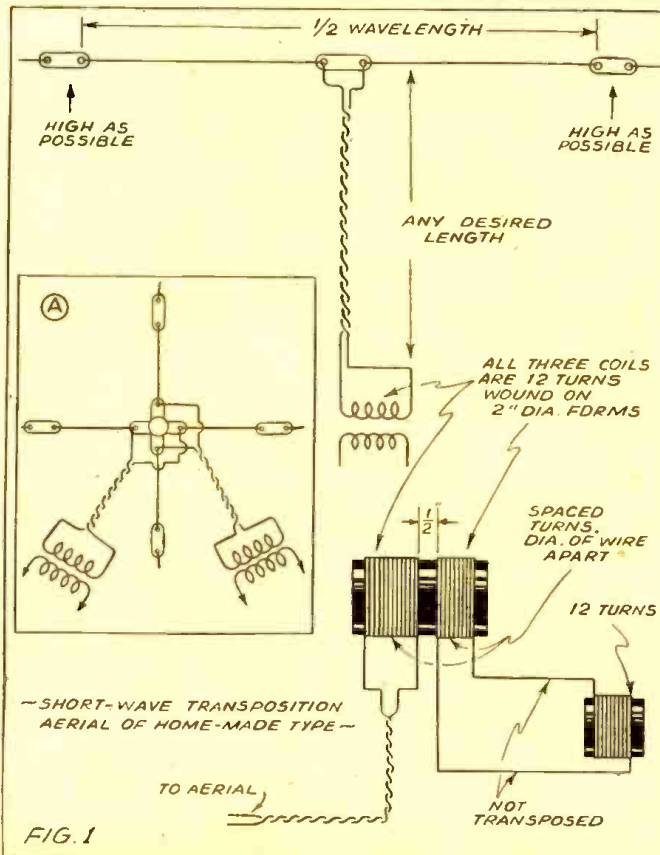 1/2 WAVELENGTH
HIGH AS
POSSIBLE
HIGH AS
POSSIBLE
ANY DESIRED
LENGTH
A
ALL THREE COILS
ARE 12 TURNS
WOUND ON
2" DIA. FORMS
1/2"
SPACED
TURNS.
DIA. OF WIRE
APART
12 TURNS
~SHORT-WAVE TRANSPOSITION
AERIAL OF HOME-MADE TYPE~
TO AERIAL
NOT
TRANSPOSED
FIG. 1